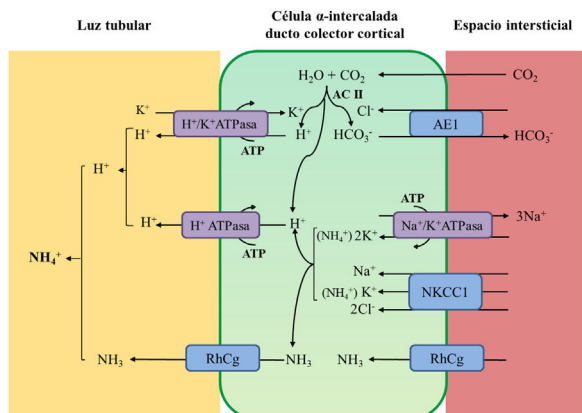 Luz tubular
Célula α-intercalada
ducto colector cortical
Espacio intersticial
H₂O + CO₂
CO₂
AC II
K⁺
H⁺/K⁺ATPasa
K⁺
Cl⁻
AE1
H⁺
H⁺
HCO₃⁻
HCO₃⁻
ATP
H⁺
ATP
H⁺
H⁺ ATPasa
H⁺
Na⁺/K⁺ATPasa
3Na⁺
(NH₄⁺) 2K⁺
ATP
NH₄⁺
Na⁺
(NH₄⁺) K⁺
NKCC1
2Cl⁻
NH₃
RhCg
NH₃
NH₃
RhCg